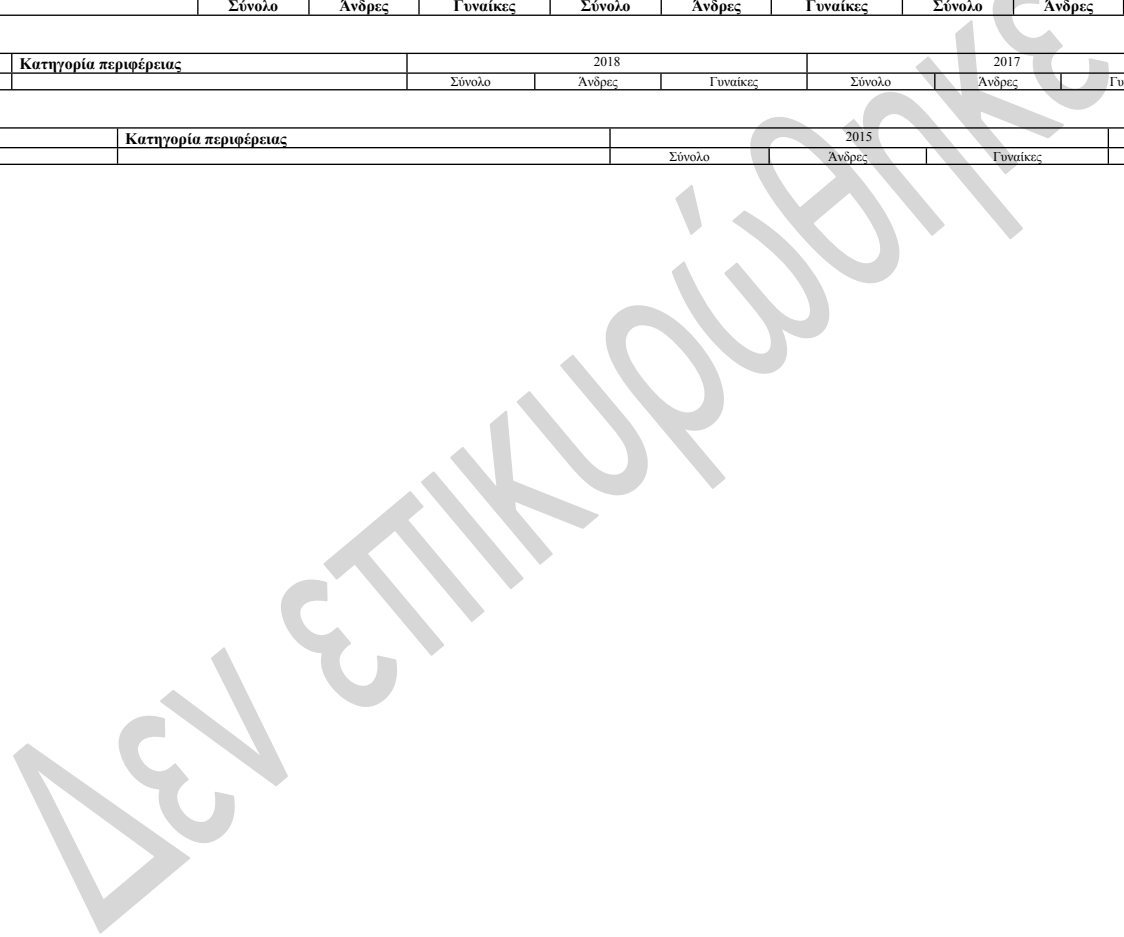 Σύνολο Άνδρες Γυναίκες Σύνολο Άνδρες Γυναίκες Σύνολο Άνδρες
Κατηγορία περιφέρειας 2018 2017
Σύνολο Άνδρες Γυναίκες Σύνολο Άνδρες Γυ
Κατηγορία περιφέρειας 2015
Σύνολο Άνδρες Γυναίκες
Δεν επικυρώθηκε